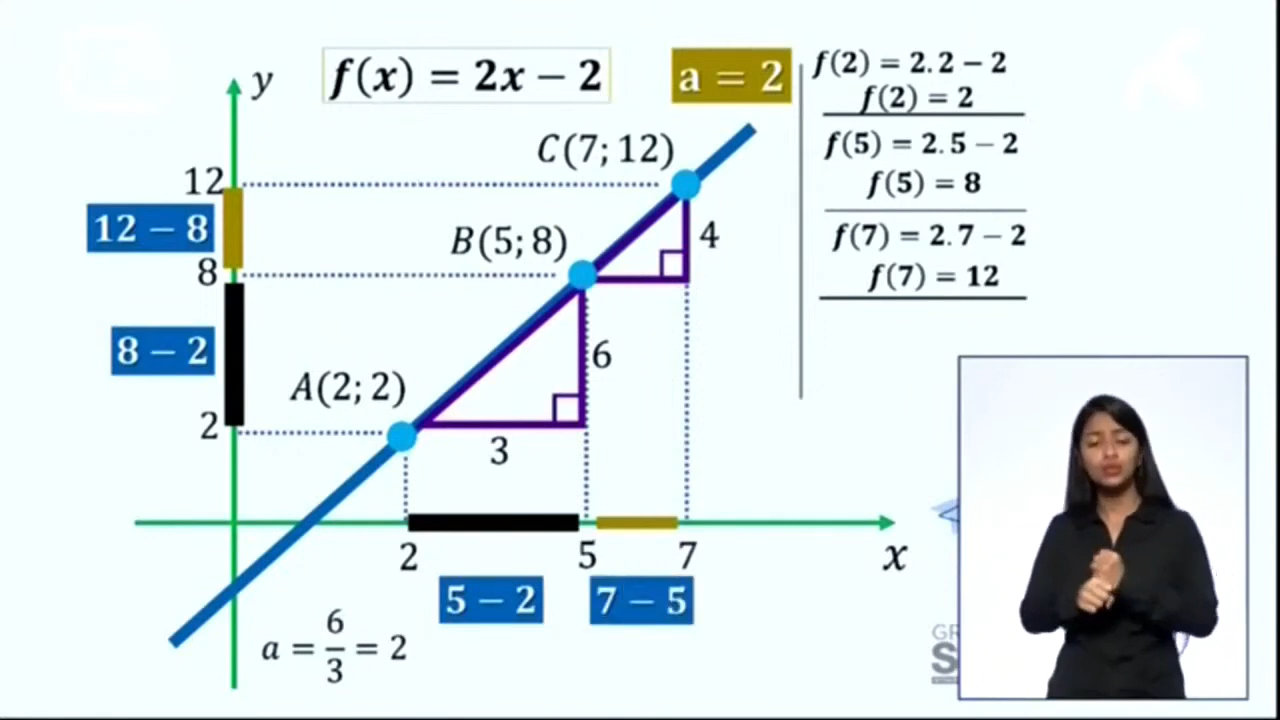 y
f(x) = 2x − 2
a = 2
f(2) = 2.2 − 2
f(2) = 2
f(5) = 2.5 − 2
f(5) = 8
f(7) = 2.7 − 2
f(7) = 12
C(7; 12)
12
12 − 8
B(5; 8)
4
8
8 − 2
6
A(2; 2)
2
3
2
5
7
x
5 − 2
7 − 5
a = 6/3 = 2